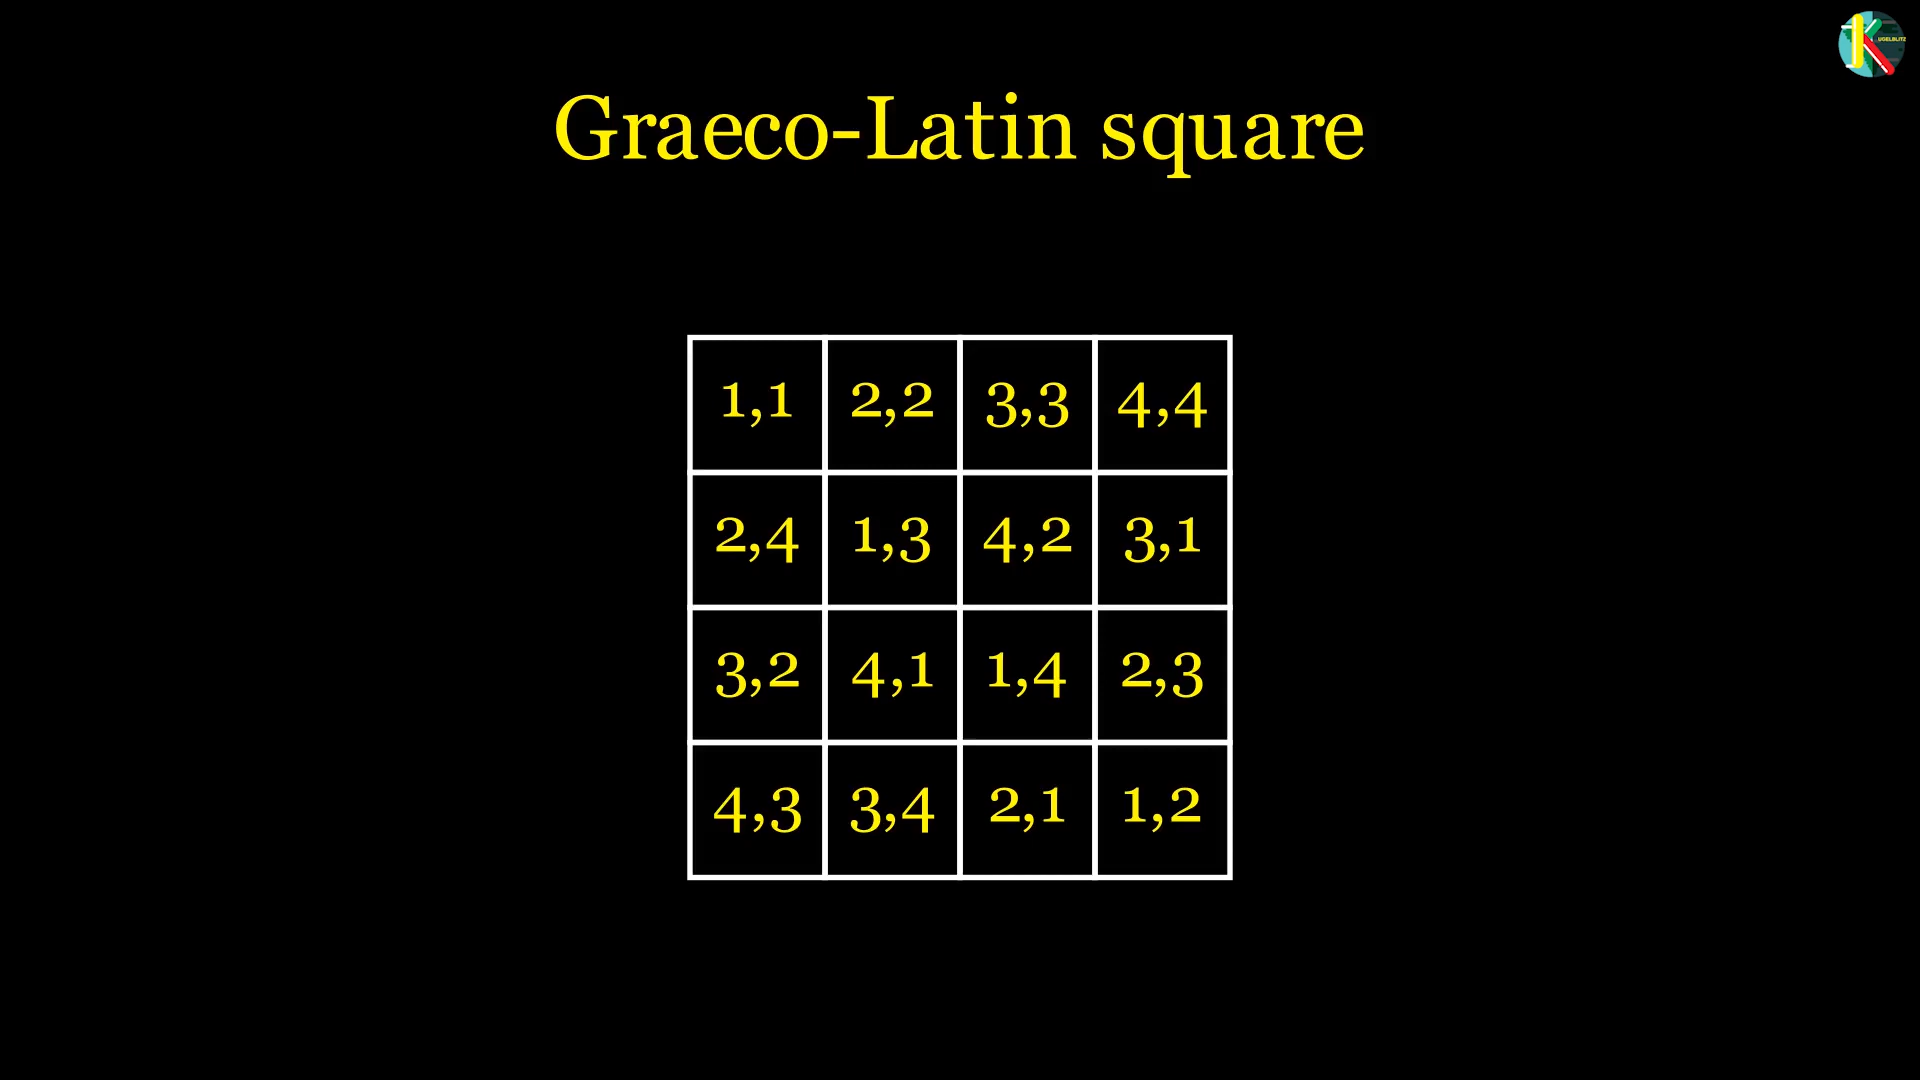 UGELBLITZ
Graeco-Latin square
1,1 2,2 3,3 4,4
2,4 1,3 4,2 3,1
3,2 4,1 1,4 2,3
4,3 3,4 2,1 1,2